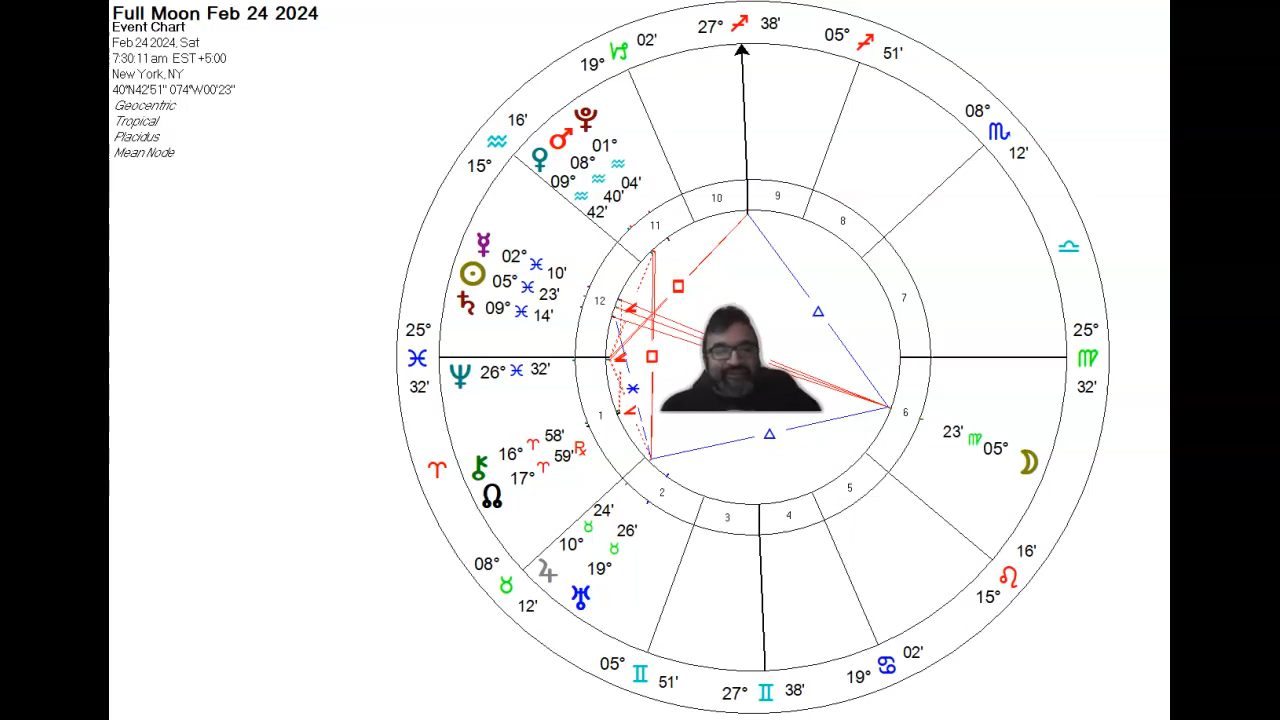 Full Moon Feb 24 2024
Event Chart
Feb 24 2024, Sat
7:30:11 am EST +5:00
New York, NY
40°N42'51" 074°W00'23"
Geocentric
Tropical
Placidus
Mean Node
27° ♐ 38'
05° ♐ 51'
08° ♏ 12'
♎
25° ♍ 32'
15° ♌ 16'
19° ♋ 02'
27° ♊ 38'
05° ♊ 51'
08° ♉ 12'
♈
25° ♓ 32'
15° ♒ 16'
19° ♑ 02'
♇ 01° ♒ 04'
♂ 08° ♒ 40'
♀ 09° ♒ 42'
☿ 02° ♓ 10'
☉ 05° ♓ 23'
♄ 09° ♓ 14'
♆ 26° ♓ 32'
⚷ 16° ♈ 58'
☊ 17° ♈ 59' ℞
♃ 10° ♉ 24'
♅ 19° ♉ 26'
☽ 05° ♍ 23'
1
2
3
4
5
6
7
8
9
10
11
12